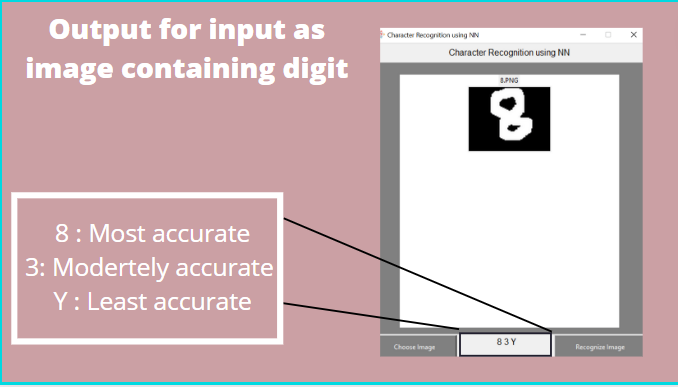 Output for input as
image containing digit
Character Recognition using NN
Character Recognition using NN
8.PNG
8
8 : Most accurate
3: Modertely accurate
Y : Least accurate
Choose Image
8 3 Y
Recognize Image